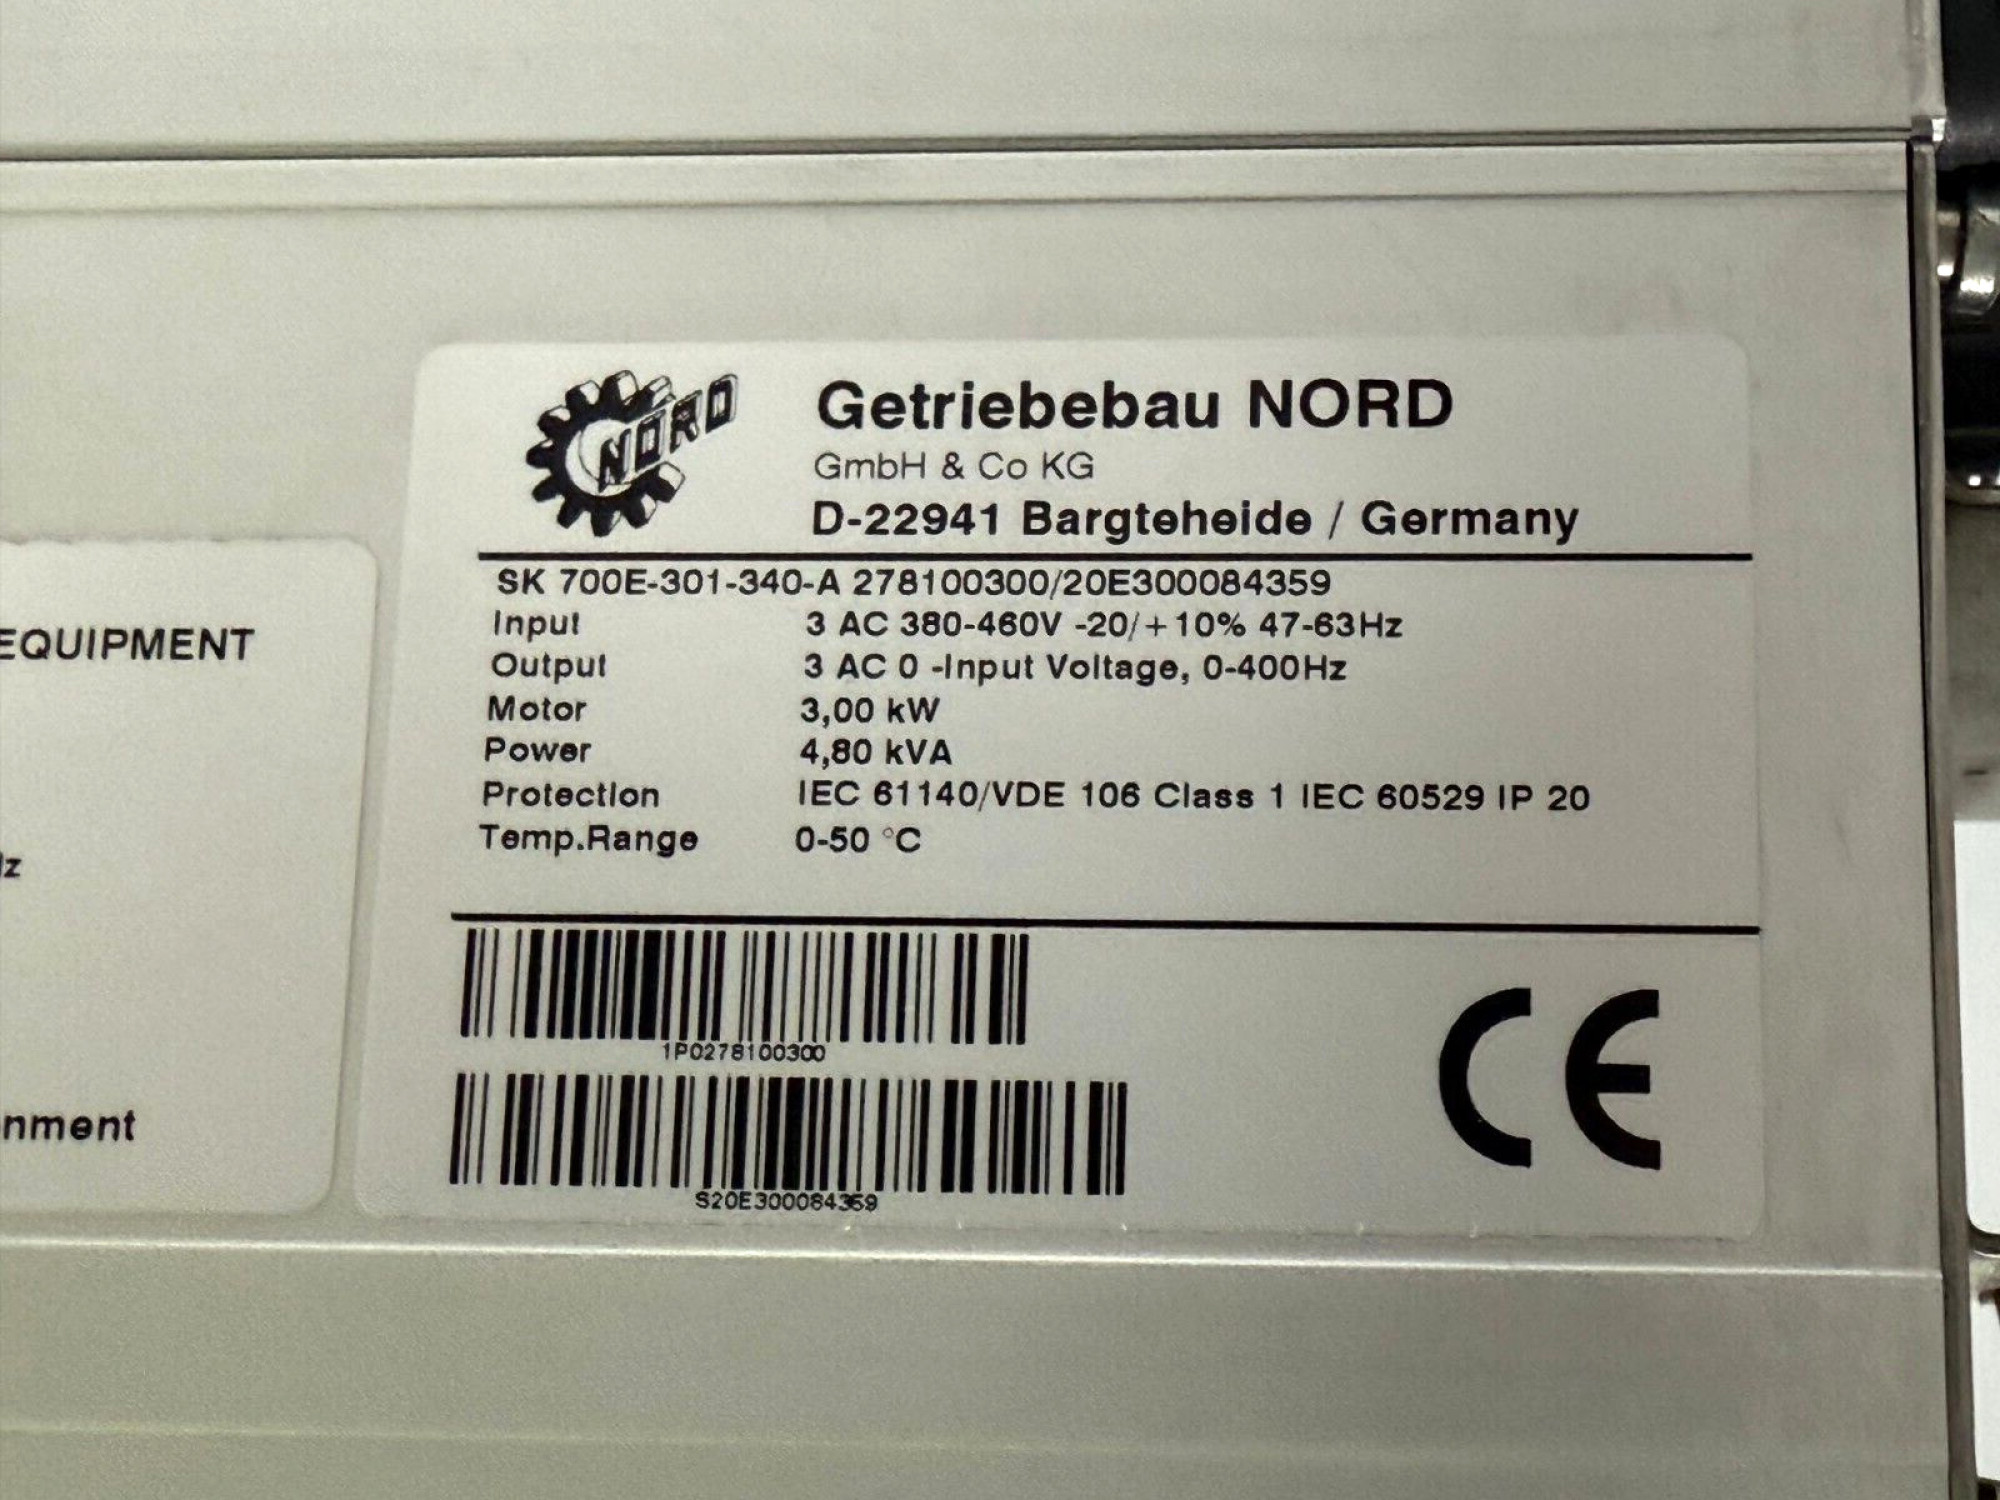 NORD
Getriebebau NORD
GmbH & Co KG
D-22941 Bargteheide / Germany
SK 700E-301-340-A 278100300/20E300084359
Input 3 AC 380-460V -20/+10% 47-63Hz
Output 3 AC 0 -Input Voltage, 0-400Hz
Motor 3,00 kW
Power 4,80 kVA
Protection IEC 61140/VDE 106 Class 1 IEC 60529 IP 20
Temp.Range 0-50 °C
1P0278100300
S20E300084359
CE
EQUIPMENT
Hz
nment